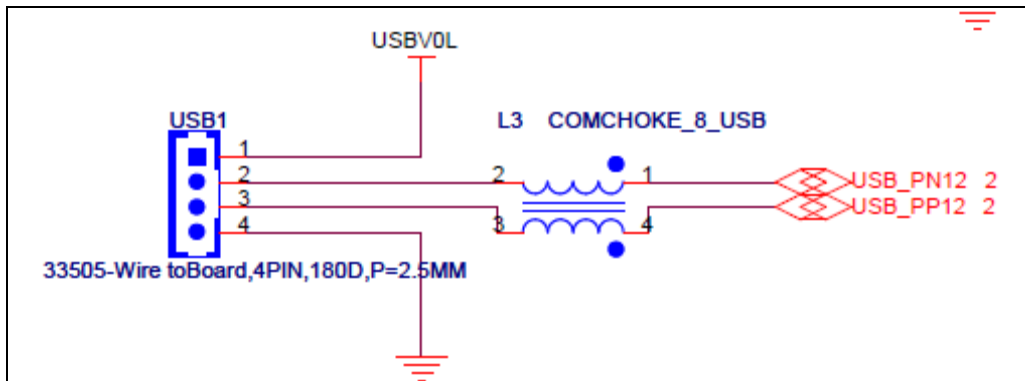 USBV0L
USB1
L3 COMCHOKE_8_USB
1
2
3
4
2
1
3
4
USB_PN12 2
USB_PP12 2
33505-Wire toBoard,4PIN,180D,P=2.5MM